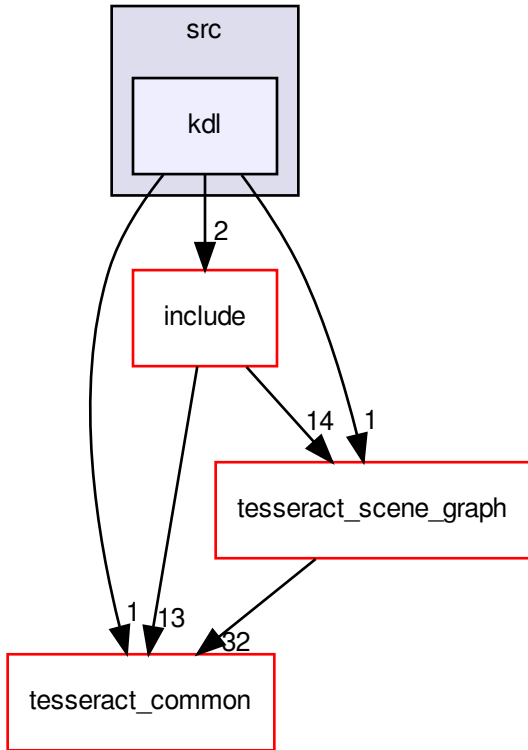 src
kdl
2
include
14
1
tesseract_scene_graph
1
13
32
tesseract_common